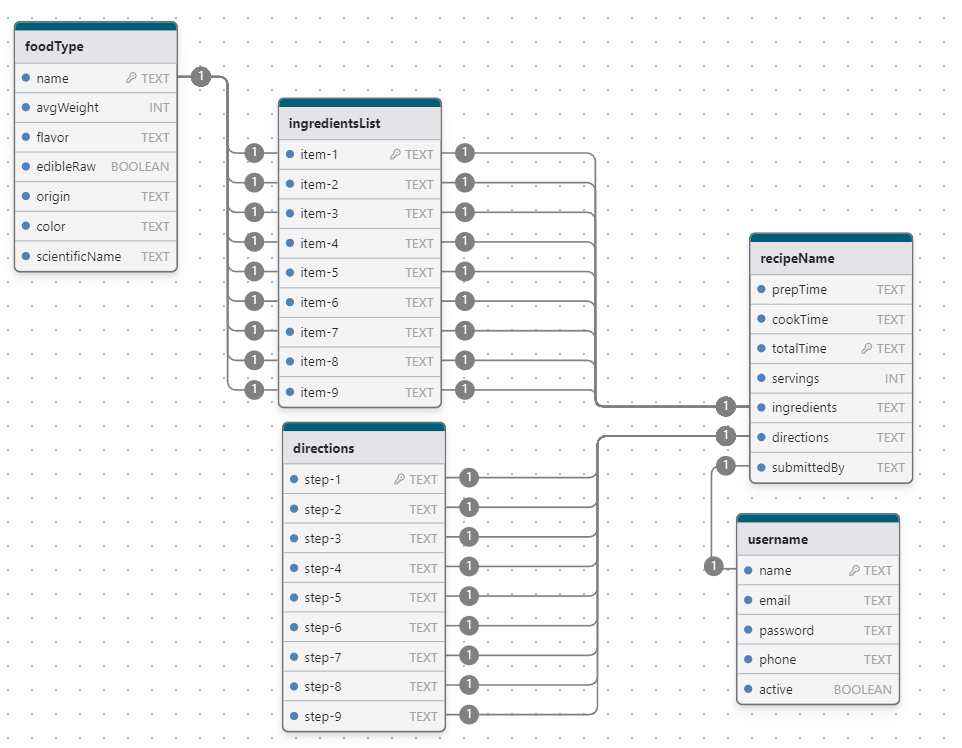 foodType
name TEXT
avgWeight INT
flavor TEXT
edibleRaw BOOLEAN
origin TEXT
color TEXT
scientificName TEXT
1
ingredientsList
1 item-1 TEXT 1
1 item-2 TEXT 1
1 item-3 TEXT 1
1 item-4 TEXT 1
1 item-5 TEXT 1
1 item-6 TEXT 1
1 item-7 TEXT 1
1 item-8 TEXT 1
1 item-9 TEXT 1
directions
step-1 TEXT 1
step-2 TEXT 1
step-3 TEXT 1
step-4 TEXT 1
step-5 TEXT 1
step-6 TEXT 1
step-7 TEXT 1
step-8 TEXT 1
step-9 TEXT 1
recipeName
prepTime TEXT
cookTime TEXT
totalTime TEXT
servings INT
1 ingredients TEXT
1 directions TEXT
1 submittedBy TEXT
username
1 name TEXT
email TEXT
password TEXT
phone TEXT
active BOOLEAN